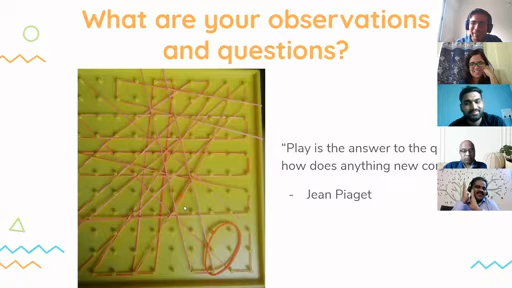 What are your observations
and questions?
“Play is the answer to the q
how does anything new co
- Jean Piaget